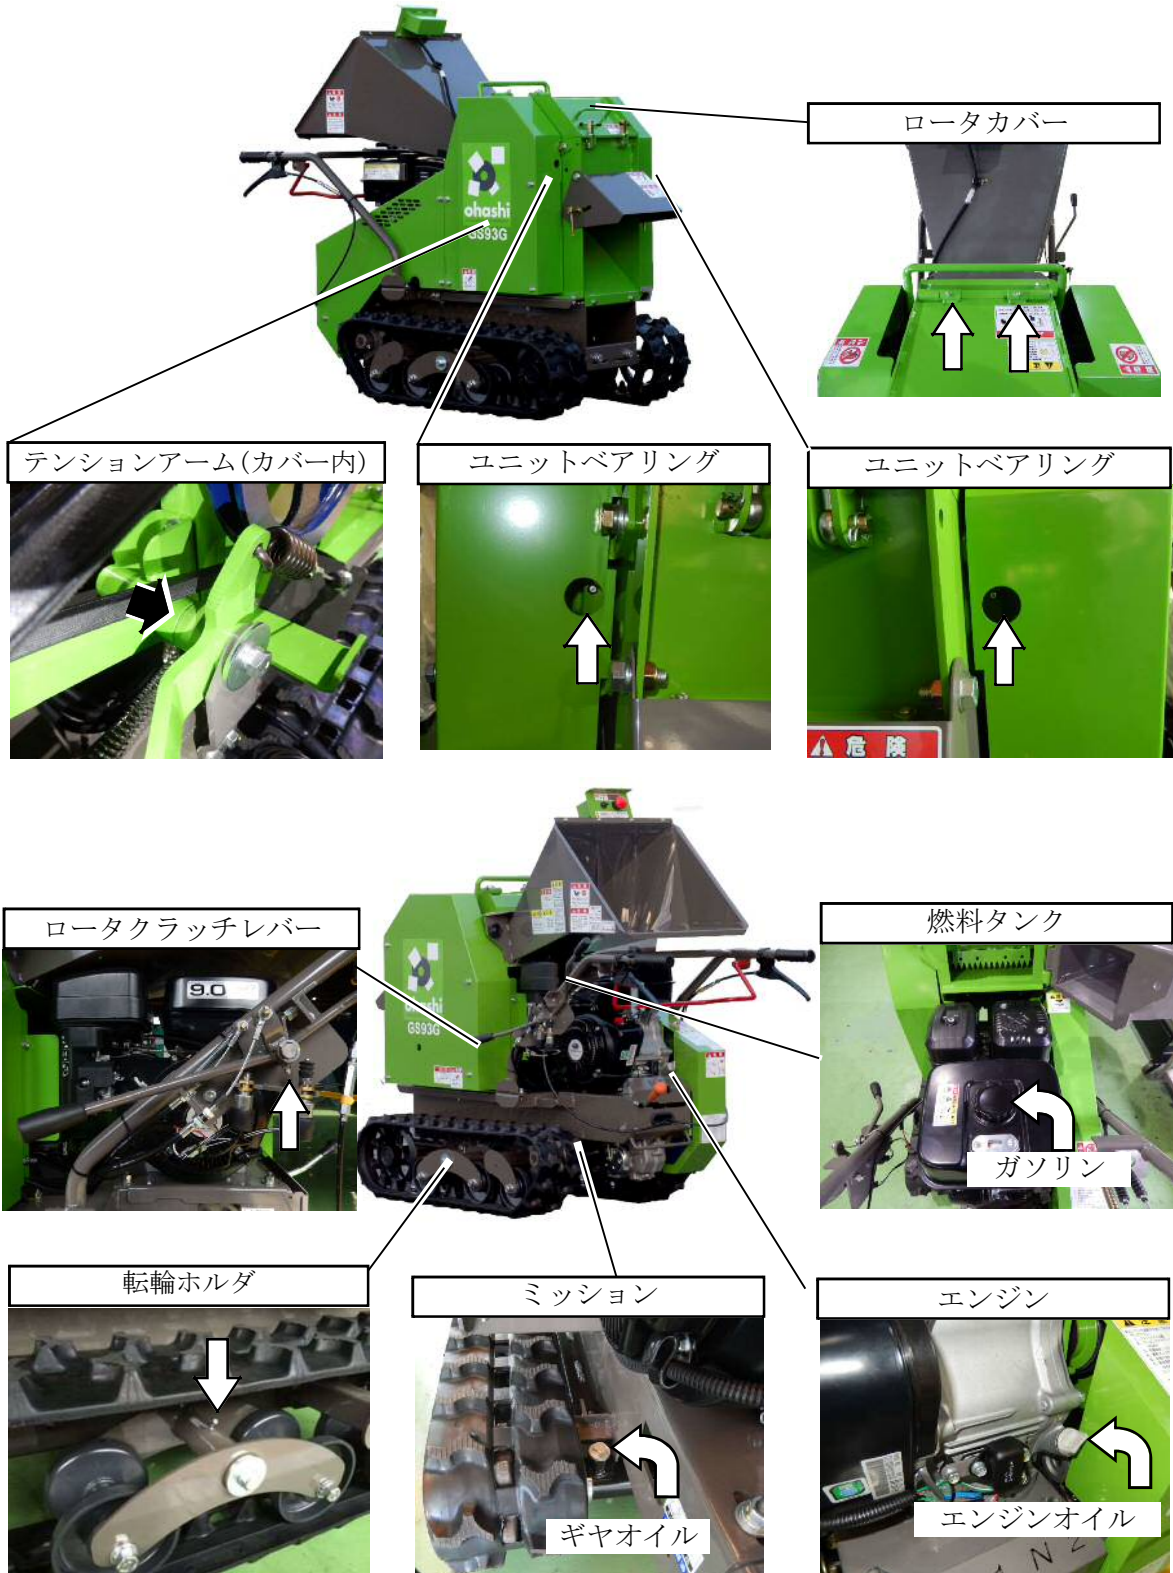 ロータカバー
ohashi
GS93G
テンションアーム(カバー内)
ユニットベアリング
ユニットベアリング
危険
ロータクラッチレバー
燃料タンク
9.0
ohashi
GS93G
ガソリン
転輪ホルダ
ミッション
エンジン
ギヤオイル
エンジンオイル